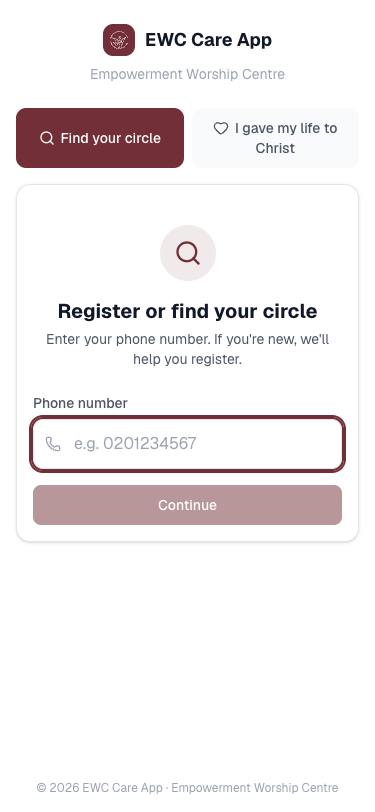 EWC Care App
Empowerment Worship Centre
Find your circle
I gave my life to
Christ
Register or find your circle
Enter your phone number. If you're new, we'll
help you register.
Phone number
e.g. 0201234567
Continue
© 2026 EWC Care App · Empowerment Worship Centre